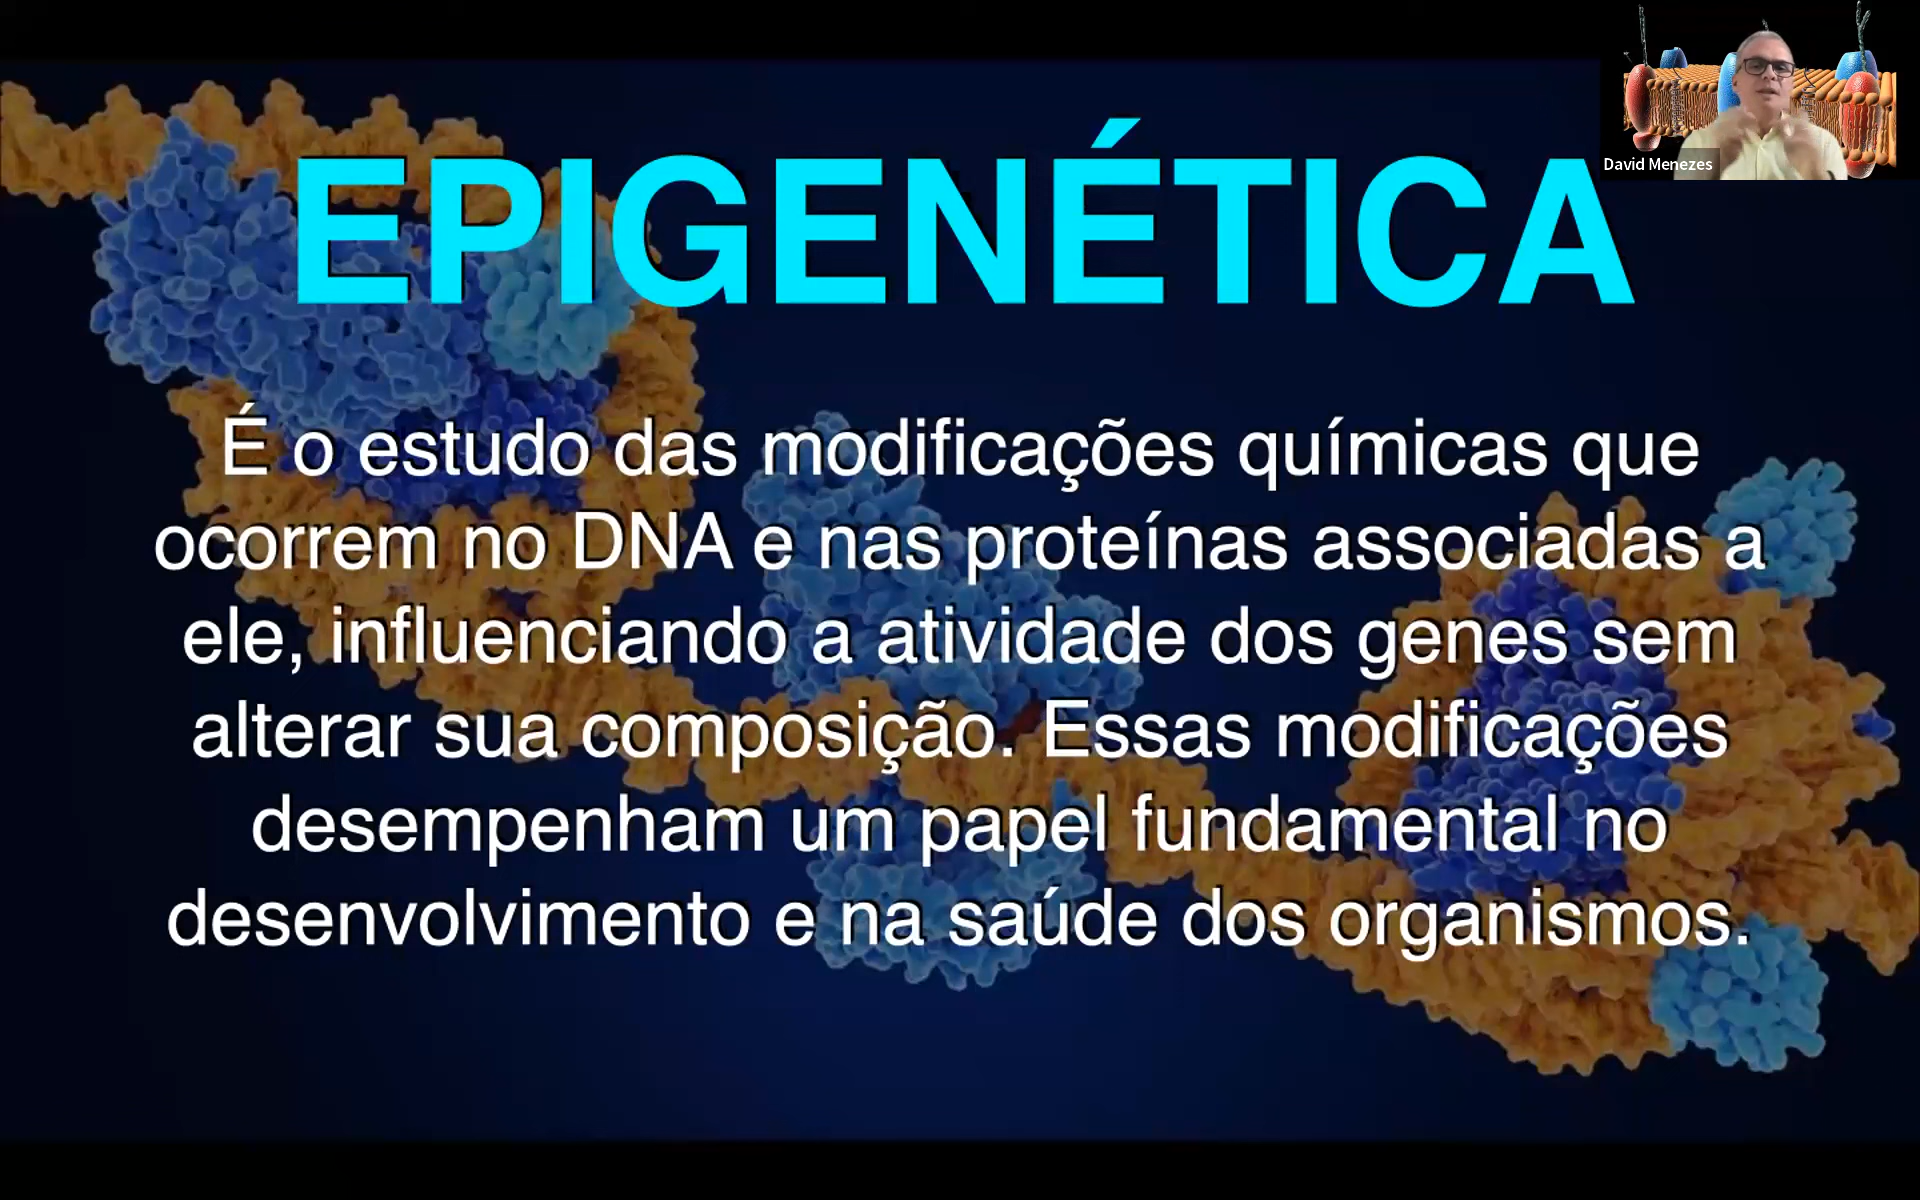 David Menezes
EPIGENÉTICA
É o estudo das modificações químicas que
ocorrem no DNA e nas proteínas associadas a
ele, influenciando a atividade dos genes sem
alterar sua composição. Essas modificações
desempenham um papel fundamental no
desenvolvimento e na saúde dos organismos.